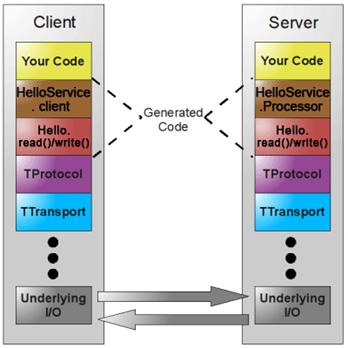 Client
Your Code
HelloService
.client
Hello.
read()/write()
TProtocol
TTransport
Underlying
I/O
Generated
Code
Server
Your Code
HelloService
.Processor
Hello.
read()/write()
TProtocol
TTransport
Underlying
I/O